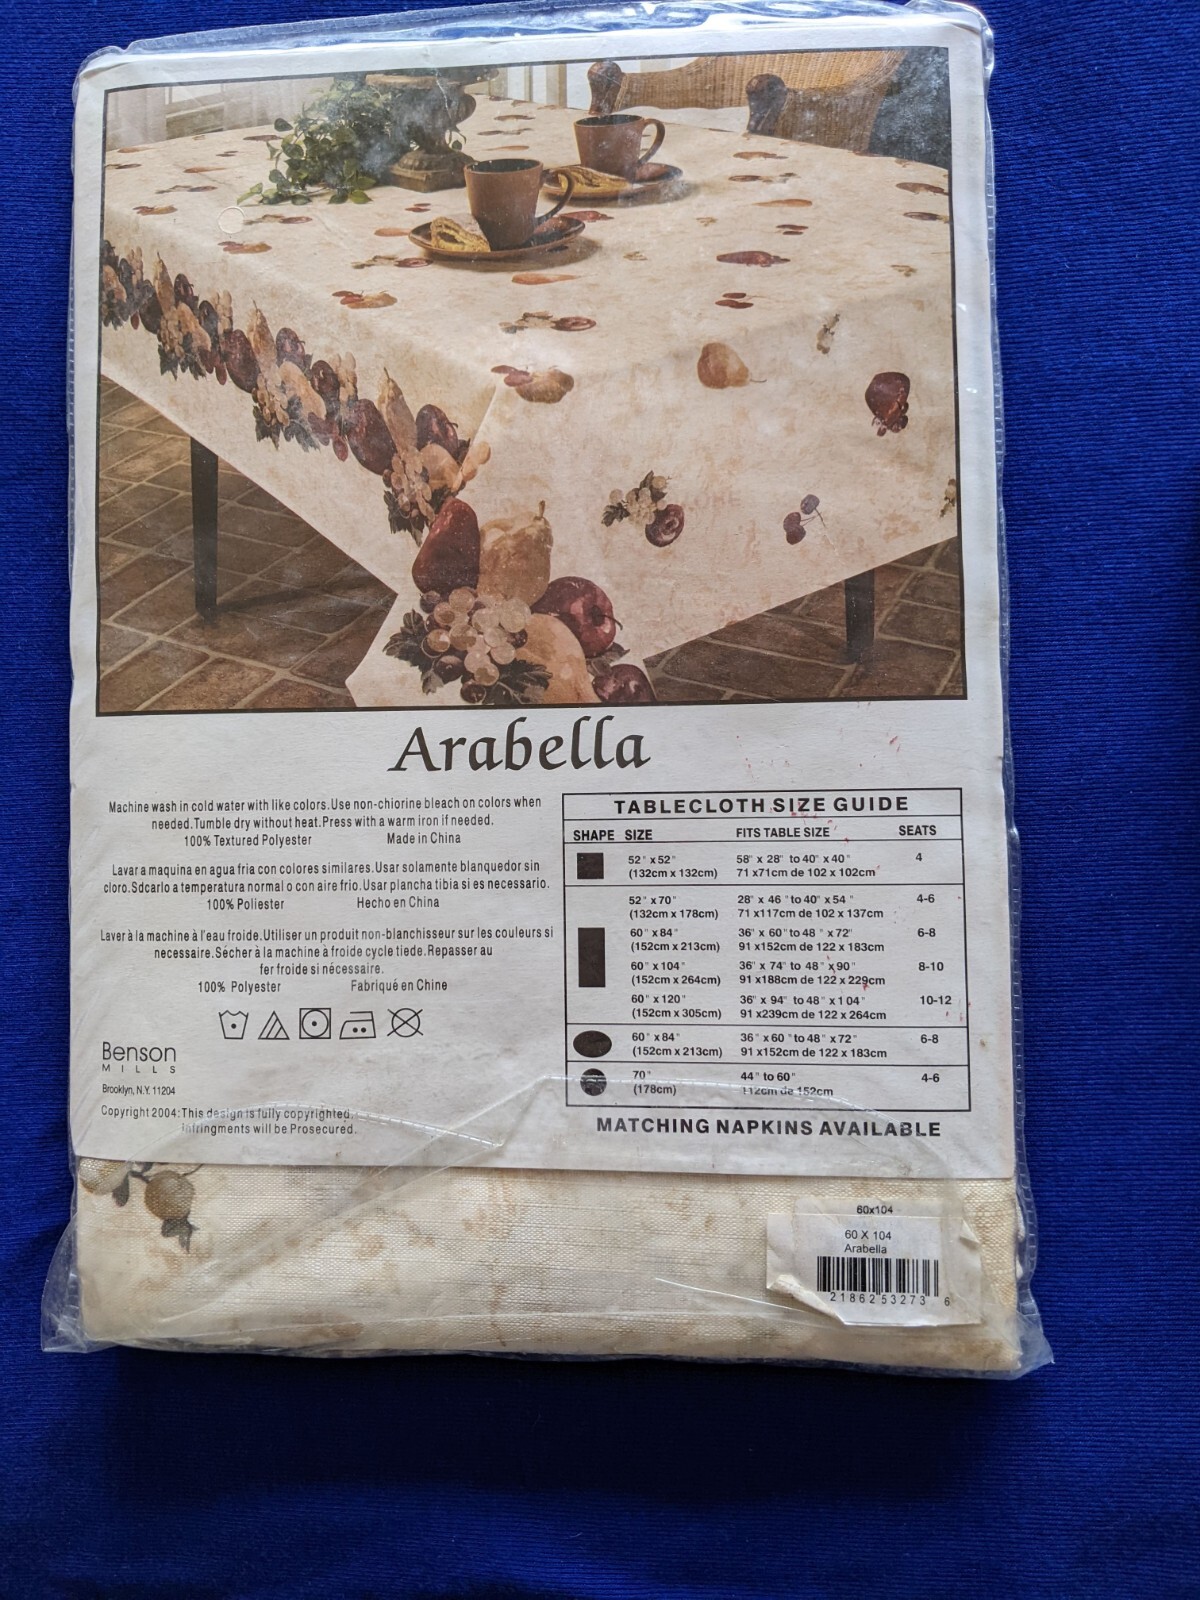 Arabella
Machine wash in cold water with like colors.Use non-chiorine bleach on colors when
needed.Tumble dry without heat.Press with a warm iron if needed.
100% Textured Polyester Made in China
Lavar a maquina en agua fria con colores similares.Usar solamente blanquedor sin
cloro.Sdcarlo a temperatura normal o con aire frio.Usar plancha tibia si es necessario.
100% Poliester Hecho en China
Laver à la machine à l'eau froide.Utiliser un produit non-blanchisseur sur les couleurs si
necessaire.Sécher à la machine à froide cycle tiede.Repasser au
fer froide si nécessaire.
100% Polyester Fabriqué en Chine
Benson
MILLS
Brooklyn, N.Y. 11204
Copyright 2004:This design is fully copyrighted.
Infringments will be Prosecured.
TABLECLOTH SIZE GUIDE
SHAPE SIZE FITS TABLE SIZE SEATS
52" x 52" 58" x 28" to 40" x 40" 4
(132cm x 132cm) 71 x71cm de 102 x 102cm
52" x 70" 28" x 46" to 40" x 54" 4-6
(132cm x 178cm) 71 x117cm de 102 x 137cm
60" x 84" 36" x 60" to 48" x 72" 6-8
(152cm x 213cm) 91 x152cm de 122 x 183cm
60" x 104" 36" x 74" to 48" x 90" 8-10
(152cm x 264cm) 91 x188cm de 122 x 229cm
60" x 120" 36" x 94" to 48" x 104" 10-12
(152cm x 305cm) 91 x239cm de 122 x 264cm
60" x 84" 36" x 60" to 48" x 72" 6-8
(152cm x 213cm) 91 x152cm de 122 x 183cm
70" 44" to 60" 4-6
(178cm) 112cm de 152cm
MATCHING NAPKINS AVAILABLE
60x104
60 X 104
Arabella
21862 53273 6